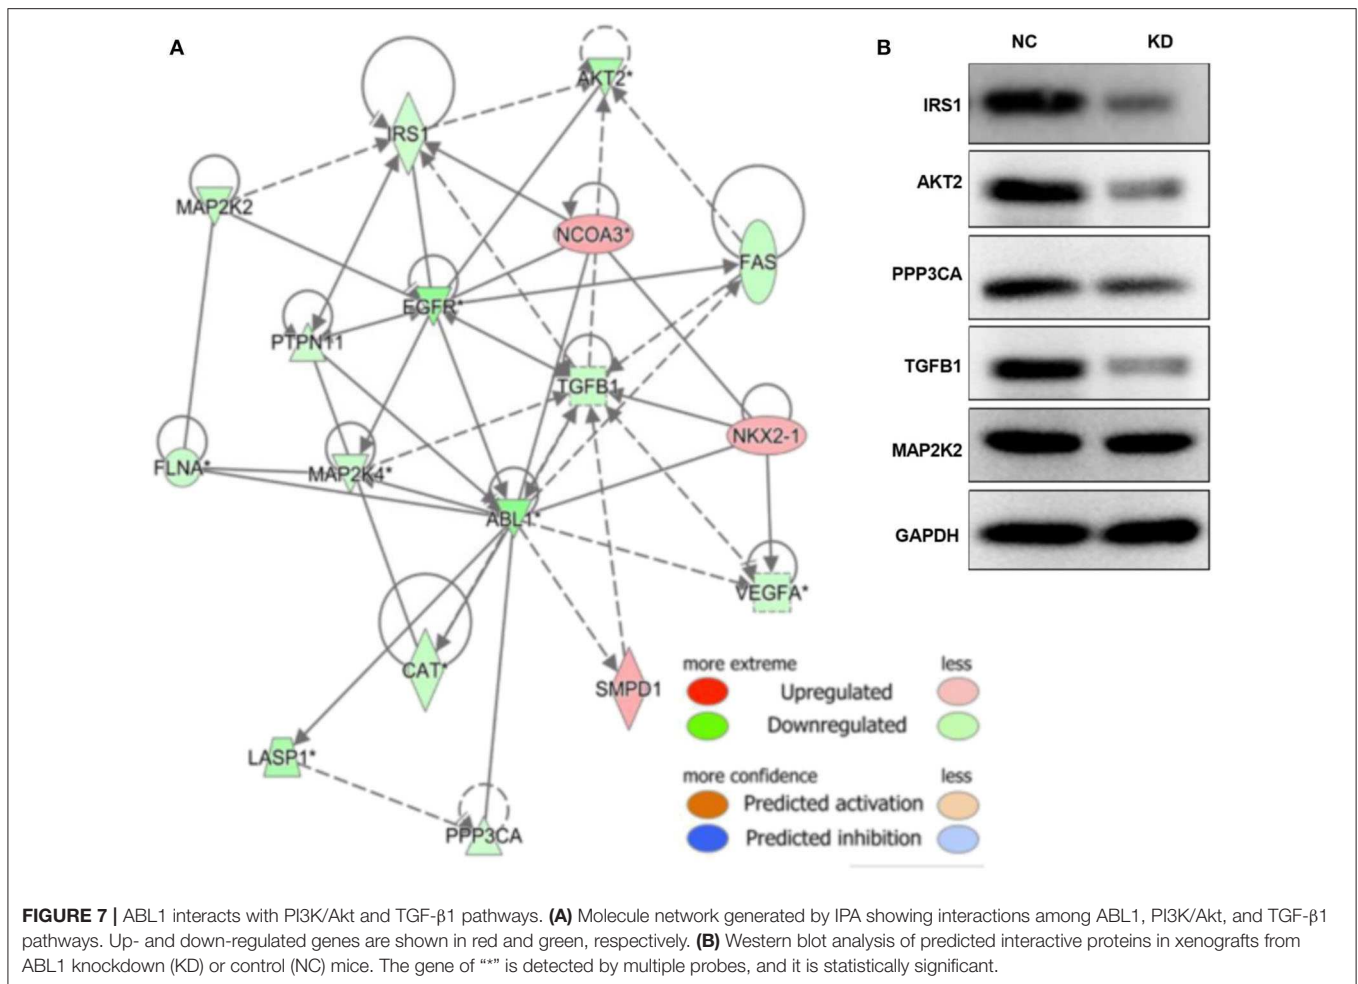 A
AKT2*
IRS1
MAP2K2
NCOA3*
FAS
EGFR*
PTPN11
TGFB1
NKX2-1
FLNA*
MAP2K4*
ABL1*
VEGFA*
CAT*
SMPD1
LASP1*
PPP3CA
more extreme less
Upregulated
Downregulated
more confidence less
Predicted activation
Predicted inhibition
B
NC KD
IRS1
AKT2
PPP3CA
TGFB1
MAP2K2
GAPDH
FIGURE 7 | ABL1 interacts with PI3K/Akt and TGF-β1 pathways. (A) Molecule network generated by IPA showing interactions among ABL1, PI3K/Akt, and TGF-β1
pathways. Up- and down-regulated genes are shown in red and green, respectively. (B) Western blot analysis of predicted interactive proteins in xenografts from
ABL1 knockdown (KD) or control (NC) mice. The gene of “*” is detected by multiple probes, and it is statistically significant.